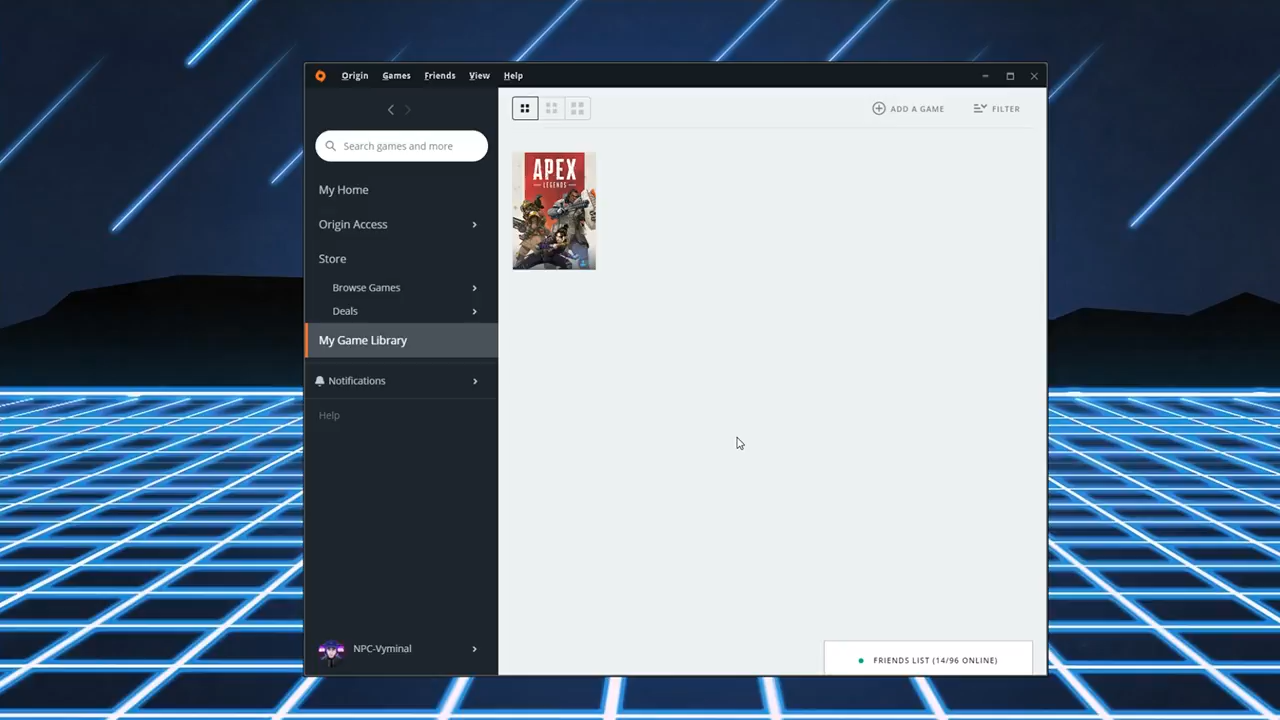 Origin Games Friends View Help
Search games and more
My Home
Origin Access
Store
Browse Games
Deals
My Game Library
Notifications
Help
NPC-Vyminal
ADD A GAME FILTER
APEX
LEGENDS
FRIENDS LIST (14/96 ONLINE)